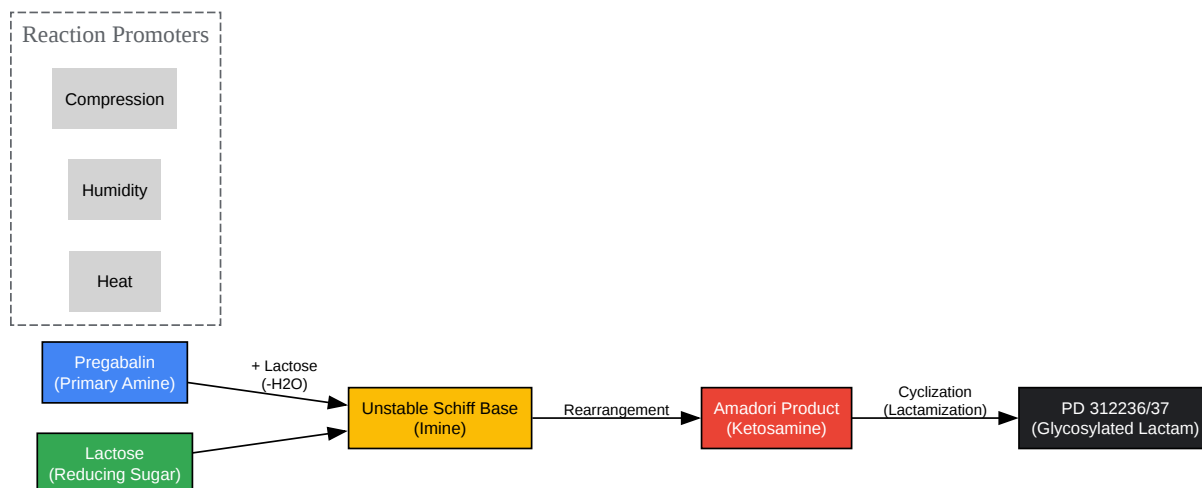 Reaction Promoters
Compression
Humidity
Heat
Pregabalin
(Primary Amine)
+ Lactose
(-H2O)
Lactose
(Reducing Sugar)
Unstable Schiff Base
(Imine)
Rearrangement
Amadori Product
(Ketosamine)
Cyclization
(Lactamization)
PD 312236/37
(Glycosylated Lactam)